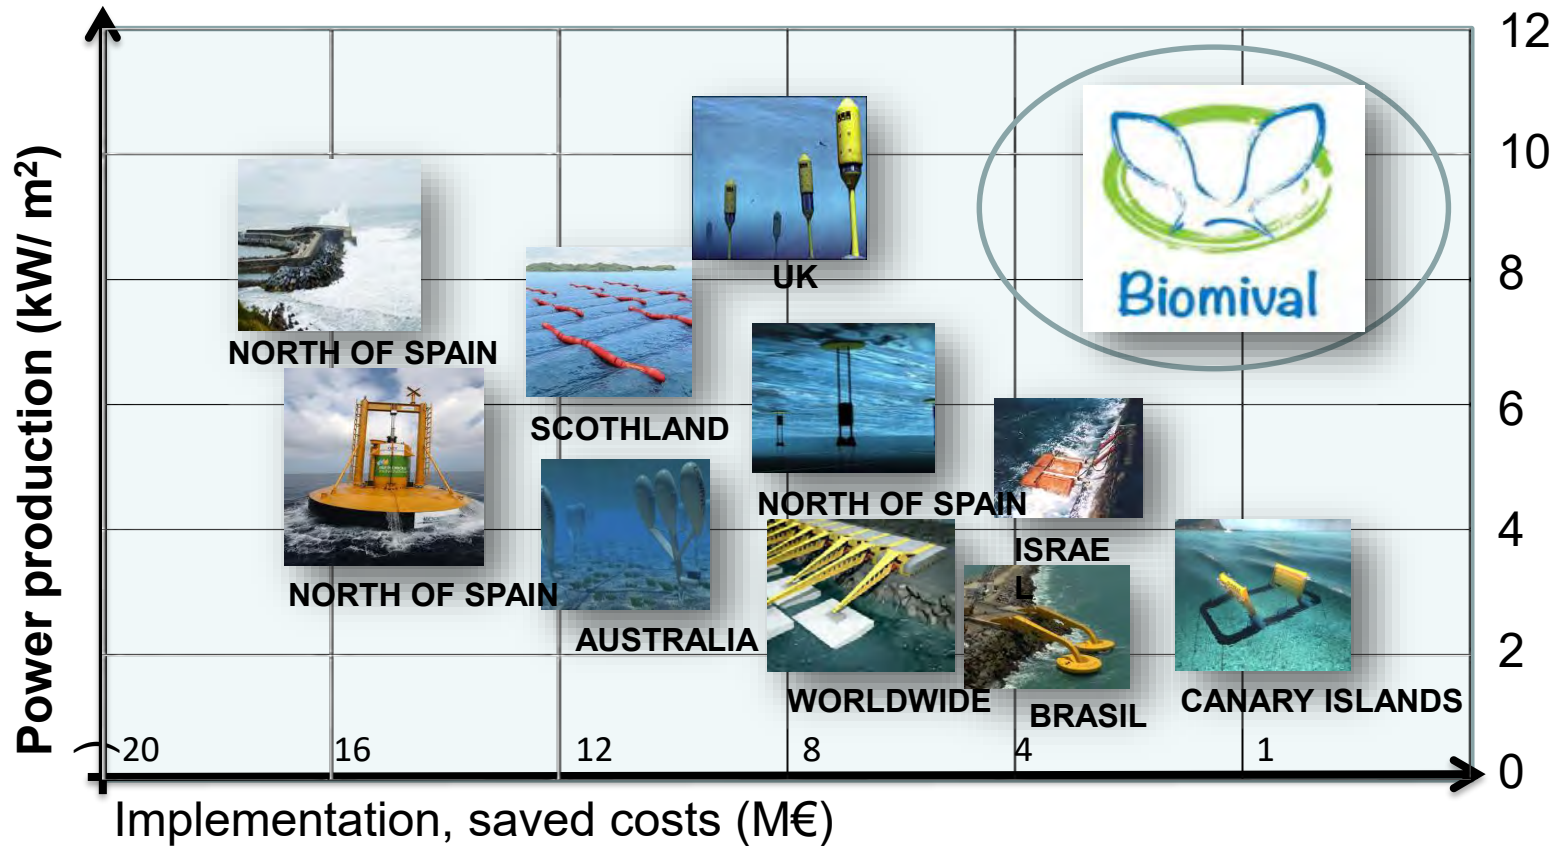 12
10
8
6
4
2
0
Power production (kW/ m²)
Biomival
UK
NORTH OF SPAIN
SCOTHLAND
NORTH OF SPAIN
ISRAE
L
NORTH OF SPAIN
AUSTRALIA
WORLDWIDE
BRASIL
CANARY ISLANDS
20 16 12 8 4 1
Implementation, saved costs (M€)